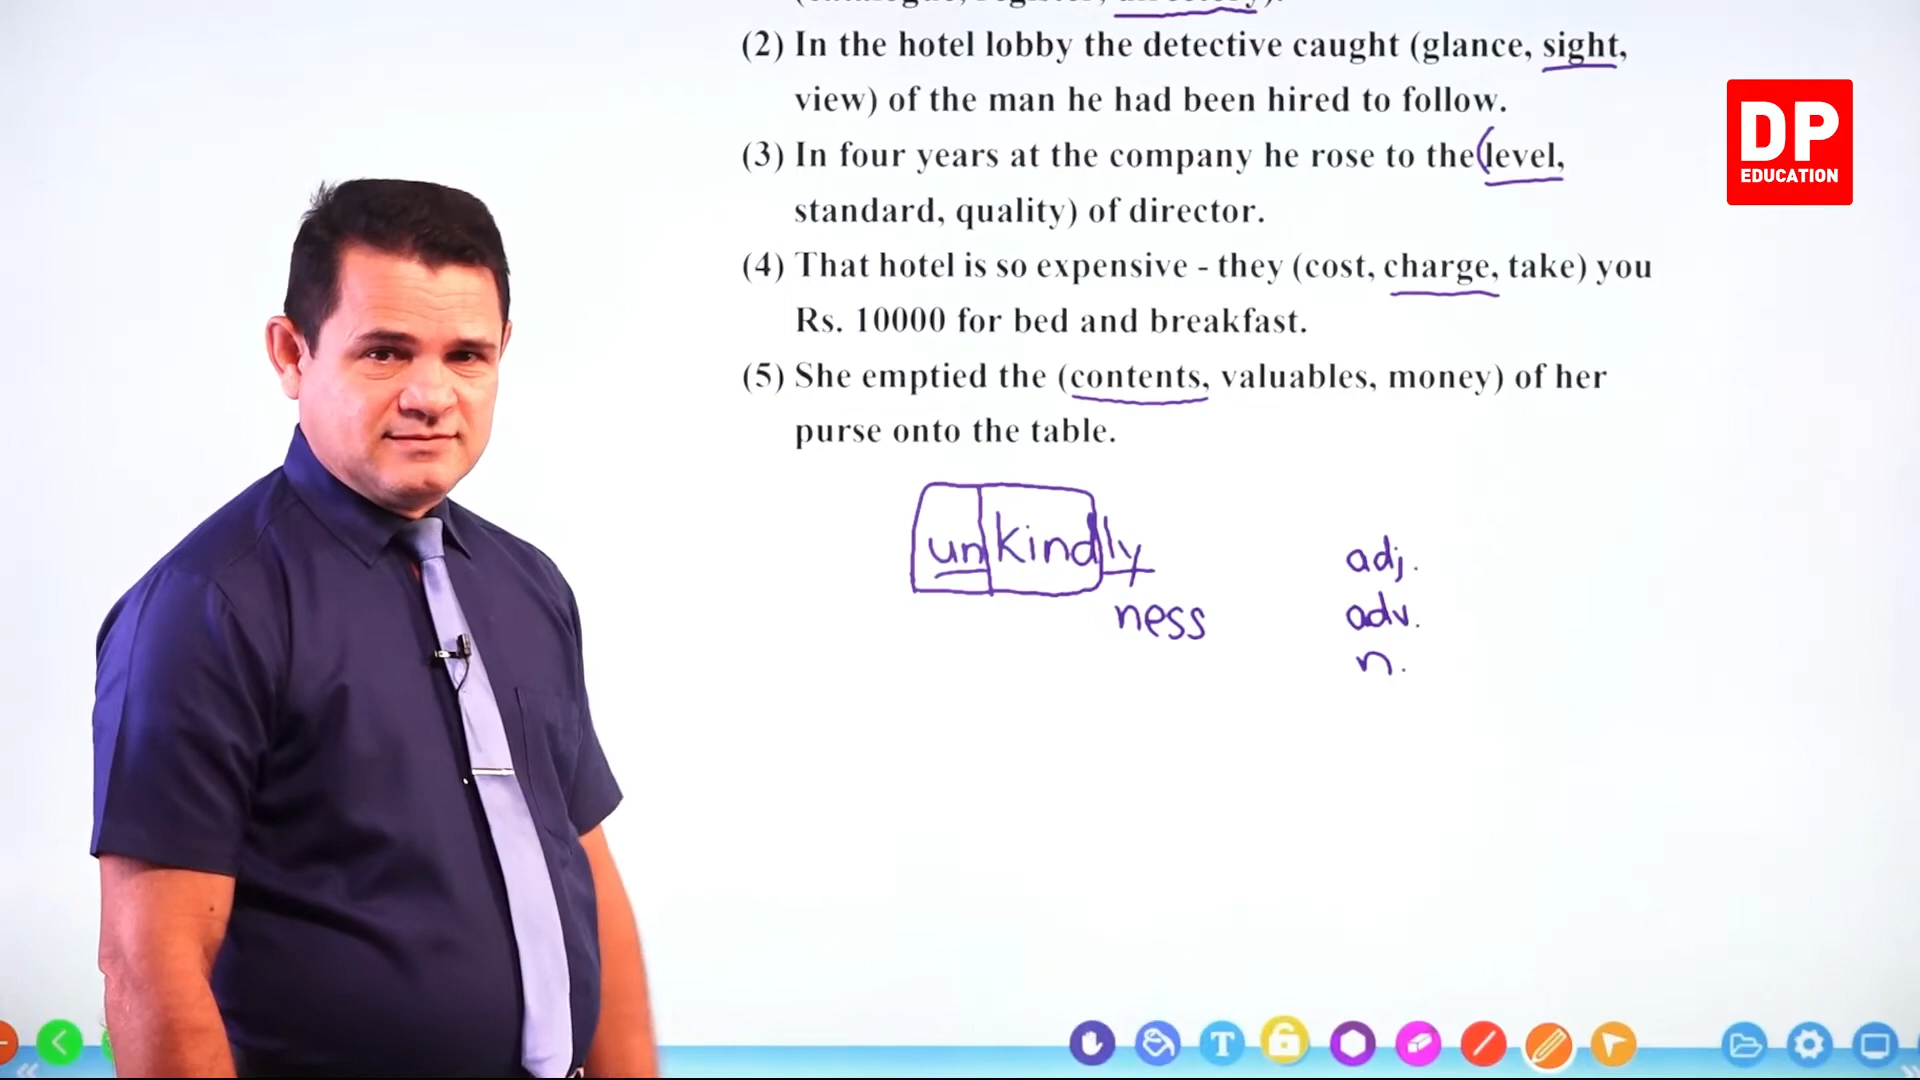 (2) In the hotel lobby the detective caught (glance, sight,
view) of the man he had been hired to follow.
(3) In four years at the company he rose to the (level,
standard, quality) of director.
(4) That hotel is so expensive - they (cost, charge, take) you
Rs. 10000 for bed and breakfast.
(5) She emptied the (contents, valuables, money) of her
purse onto the table.
unkindly
ness
adj.
adv.
n.
DP
EDUCATION
T